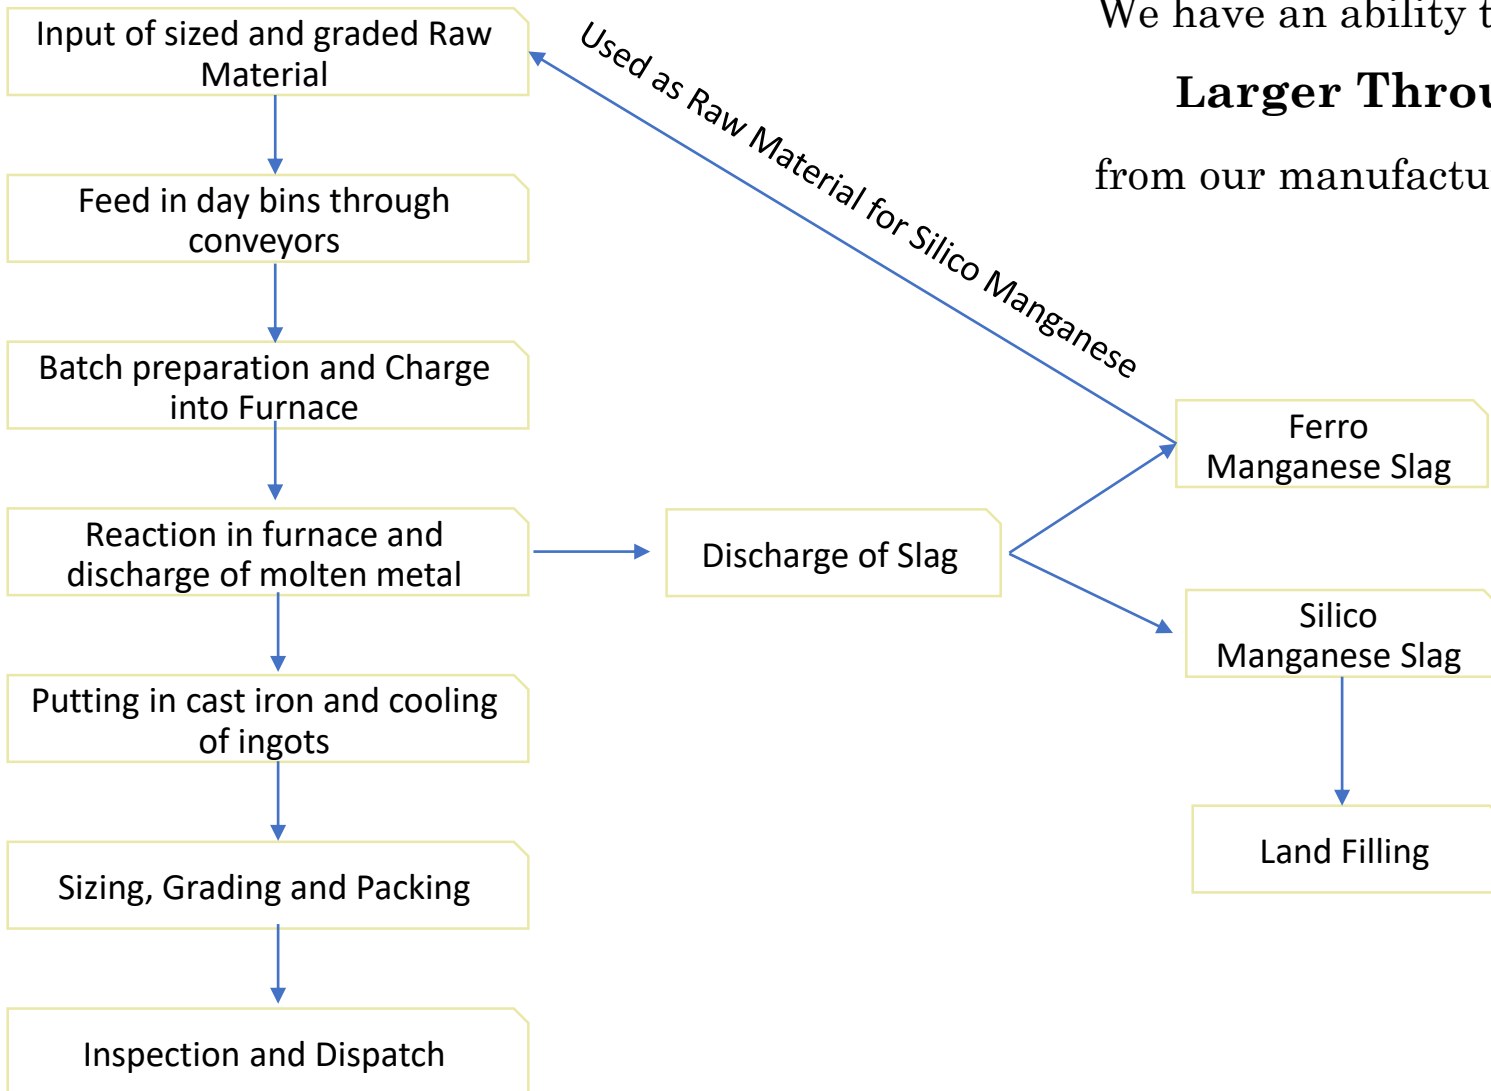 Input of sized and graded Raw
Material
Feed in day bins through
conveyors
Batch preparation and Charge
into Furnace
Reaction in furnace and
discharge of molten metal
Putting in cast iron and cooling
of ingots
Sizing, Grading and Packing
Inspection and Dispatch
Used as Raw Material for Silico Manganese
Discharge of Slag
Ferro
Manganese Slag
Silico
Manganese Slag
Land Filling
We have an ability
Larger
from our